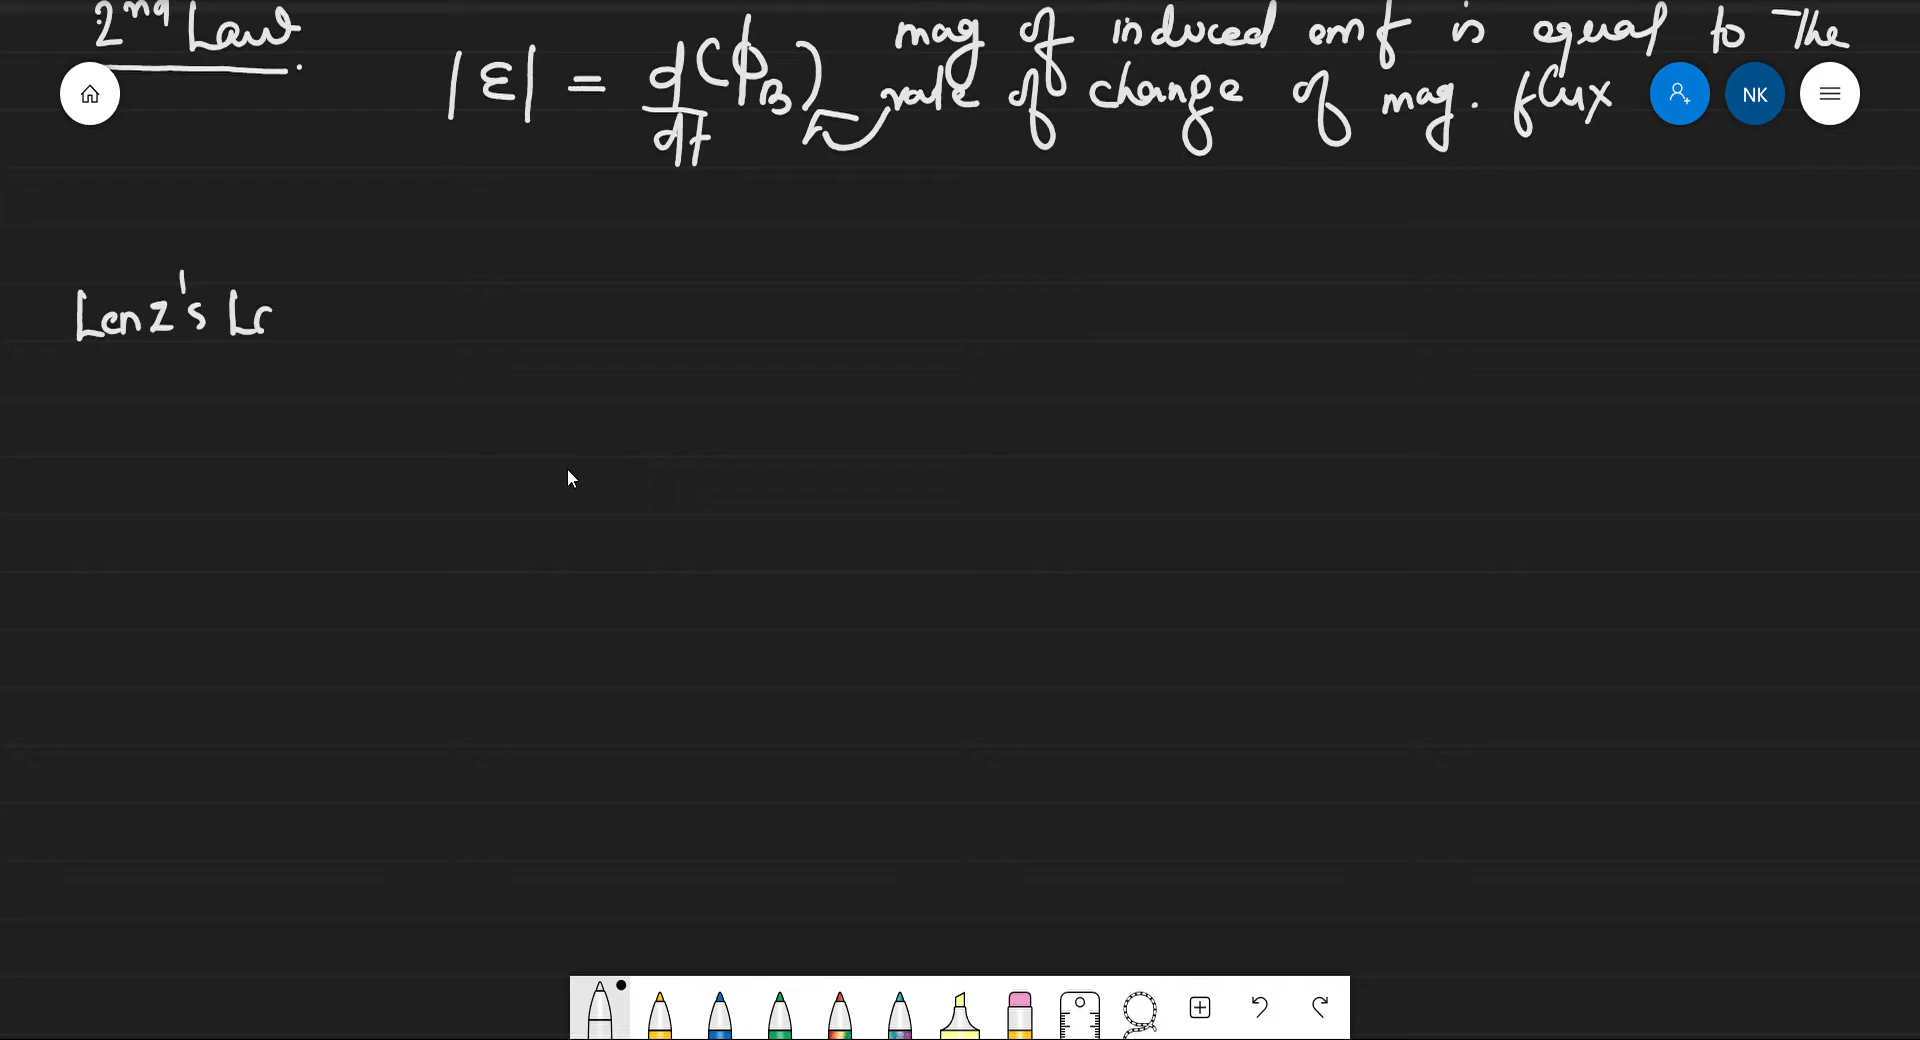 2nd Law
mag of induced emf is equal to the
|ε| = d(ϕB)/dt
rate of change of mag. flux
NK
Lenz's La